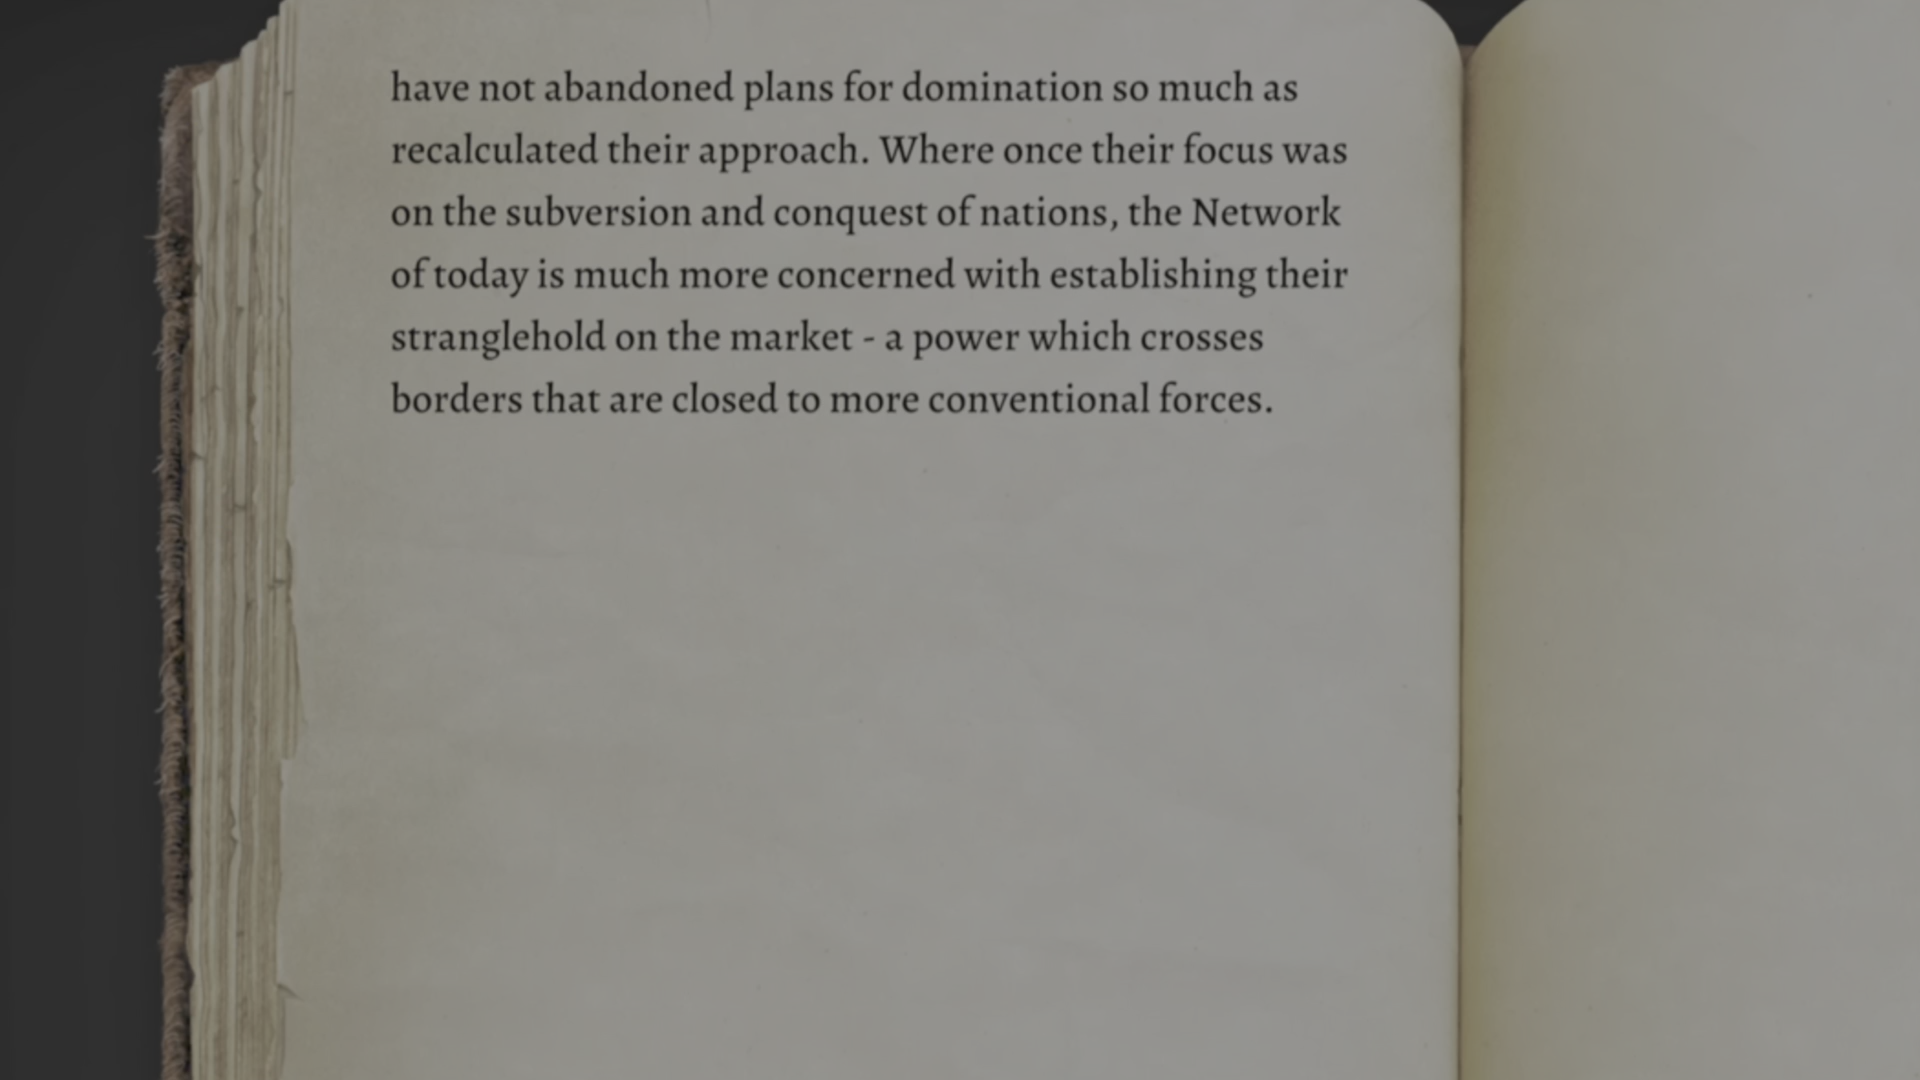 have not abandoned plans for domination so much as
recalculated their approach. Where once their focus was
on the subversion and conquest of nations, the Network
of today is much more concerned with establishing their
stranglehold on the market - a power which crosses
borders that are closed to more conventional forces.